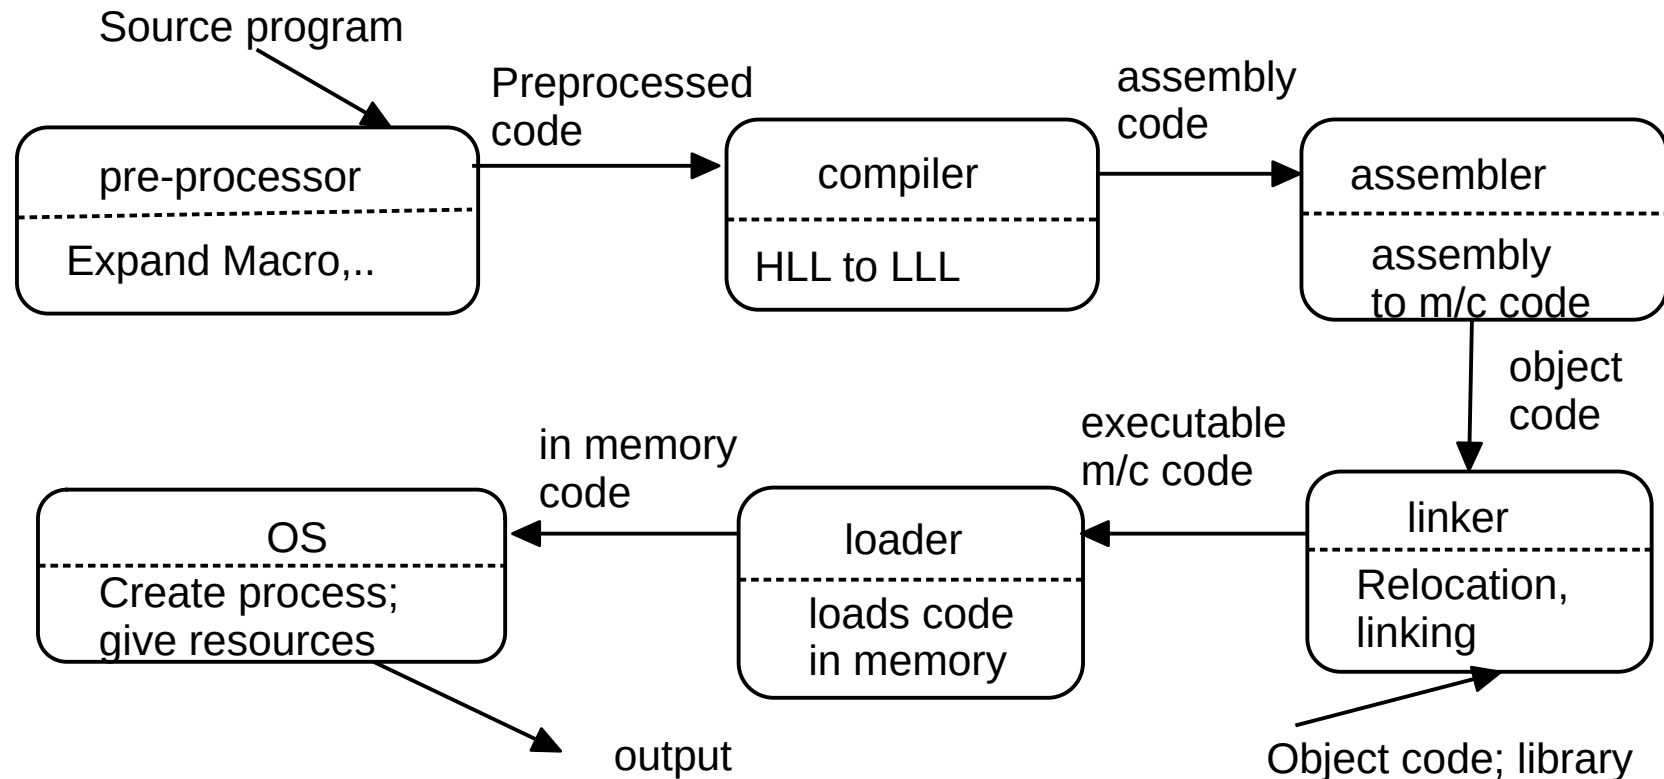 Source program
Preprocessed
code
assembly
code
pre-processor
Expand Macro,..
compiler
HLL to LLL
assembler
assembly
to m/c code
object
code
in memory
code
executable
m/c code
OS
Create process;
give resources
loader
loads code
in memory
linker
Relocation,
linking
output
Object code; library